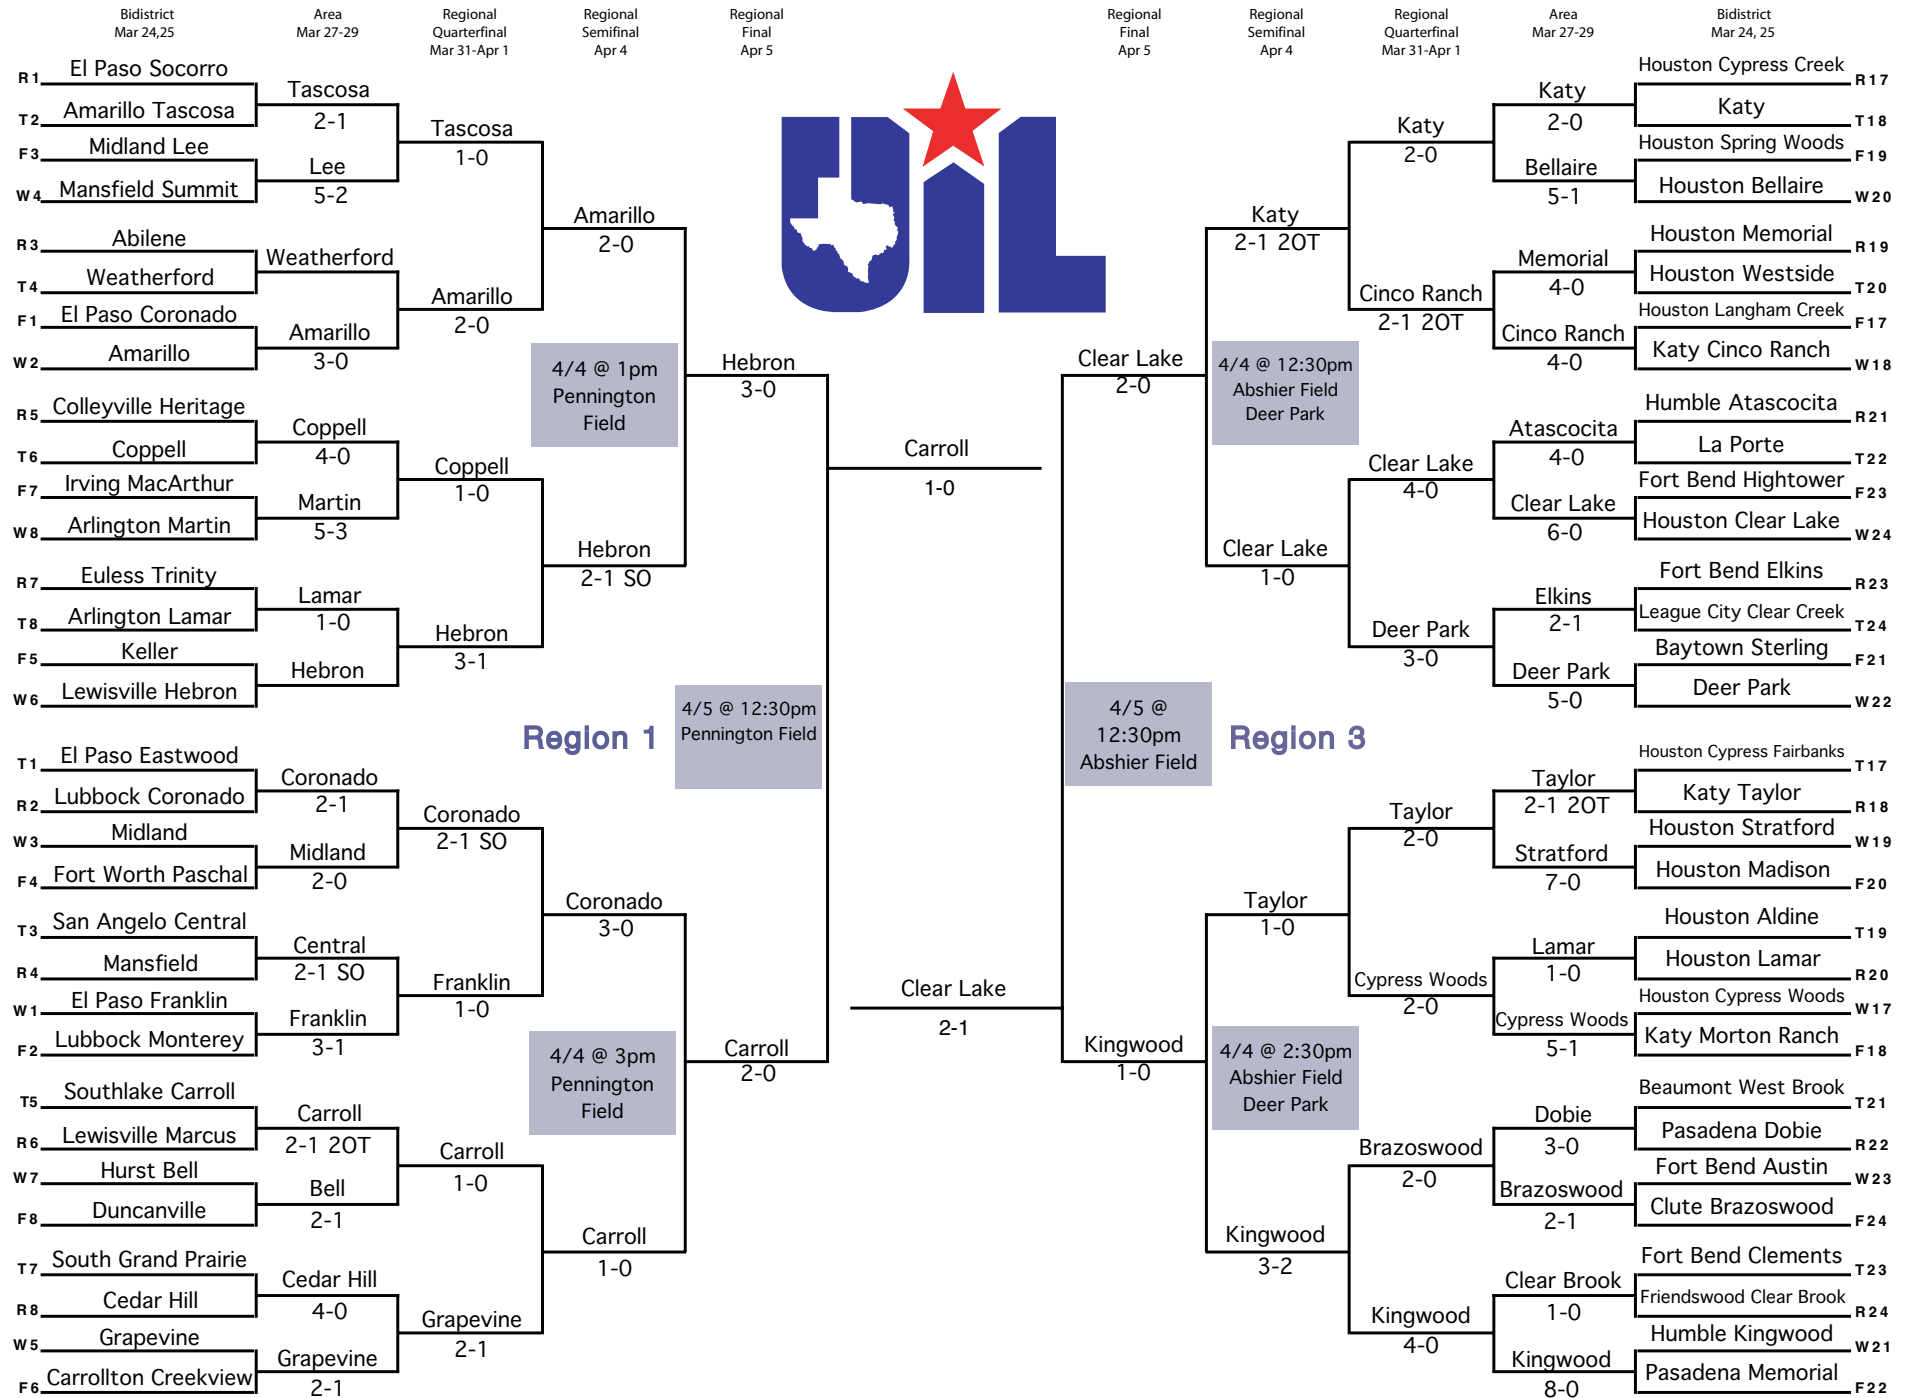 Bidistrict
Mar 24,25
Area
Mar 27-29
Regional
Quarterfinal
Mar 31-Apr 1
Regional
Semifinal
Apr 4
Regional
Final
Apr 5
Regional
Final
Apr 5
Regional
Semifinal
Apr 4
Regional
Quarterfinal
Mar 31-Apr 1
Area
Mar 27-29
Bidistrict
Mar 24, 25
UIL
R1 El Paso Socorro
T2 Amarillo Tascosa
F3 Midland Lee
W4 Mansfield Summit
R3 Abilene
T4 Weatherford
F1 El Paso Coronado
W2 Amarillo
R5 Colleyville Heritage
T6 Coppell
F7 Irving MacArthur
W8 Arlington Martin
R7 Euless Trinity
T8 Arlington Lamar
F5 Keller
W6 Lewisville Hebron
T1 El Paso Eastwood
R2 Lubbock Coronado
W3 Midland
F4 Fort Worth Paschal
T3 San Angelo Central
R4 Mansfield
W1 El Paso Franklin
F2 Lubbock Monterey
T5 Southlake Carroll
R6 Lewisville Marcus
W7 Hurst Bell
F8 Duncanville
T7 South Grand Prairie
R8 Cedar Hill
W5 Grapevine
F6 Carrollton Creekview
Tascosa
2-1
Lee
5-2
Weatherford
Amarillo
3-0
Coppell
4-0
Martin
5-3
Lamar
1-0
Hebron
Coronado
2-1
Midland
2-0
Central
2-1 SO
Franklin
3-1
Carroll
2-1 2OT
Bell
2-1
Cedar Hill
4-0
Grapevine
2-1
Tascosa
1-0
Amarillo
2-0
Coppell
1-0
Hebron
3-1
Coronado
2-1 SO
Franklin
1-0
Carroll
1-0
Grapevine
2-1
Amarillo
2-0
4/4 @ 1pm
Pennington
Field
Hebron
2-1 SO
Region 1
Coronado
3-0
4/4 @ 3pm
Pennington
Field
Carroll
1-0
Hebron
3-0
4/5 @ 12:30pm
Pennington Field
Carroll
2-0
Carroll
1-0
Clear Lake
2-1
Clear Lake
2-0
4/5 @
12:30pm
Abshier Field
Kingwood
1-0
Katy
2-1 2OT
4/4 @ 12:30pm
Abshier Field
Deer Park
Clear Lake
1-0
Region 3
Taylor
1-0
4/4 @ 2:30pm
Abshier Field
Deer Park
Kingwood
3-2
Katy
2-0
Cinco Ranch
2-1 2OT
Clear Lake
4-0
Deer Park
3-0
Taylor
2-0
Cypress Woods
2-0
Brazoswood
2-0
Kingwood
4-0
Katy
2-0
Bellaire
5-1
Memorial
4-0
Cinco Ranch
4-0
Atascocita
4-0
Clear Lake
6-0
Elkins
2-1
Deer Park
5-0
Taylor
2-1 2OT
Stratford
7-0
Lamar
1-0
Cypress Woods
5-1
Dobie
3-0
Brazoswood
2-1
Clear Brook
1-0
Kingwood
8-0
Houston Cypress Creek R17
Katy T18
Houston Spring Woods F19
Houston Bellaire W20
Houston Memorial R19
Houston Westside T20
Houston Langham Creek F17
Katy Cinco Ranch W18
Humble Atascocita R21
La Porte T22
Fort Bend Hightower F23
Houston Clear Lake W24
Fort Bend Elkins R23
League City Clear Creek T24
Baytown Sterling F21
Deer Park W22
Houston Cypress Fairbanks T17
Katy Taylor R18
Houston Stratford W19
Houston Madison F20
Houston Aldine T19
Houston Lamar R20
Houston Cypress Woods W17
Katy Morton Ranch F18
Beaumont West Brook T21
Pasadena Dobie R22
Fort Bend Austin W23
Clute Brazoswood F24
Fort Bend Clements T23
Friendswood Clear Brook R24
Humble Kingwood W21
Pasadena Memorial F22